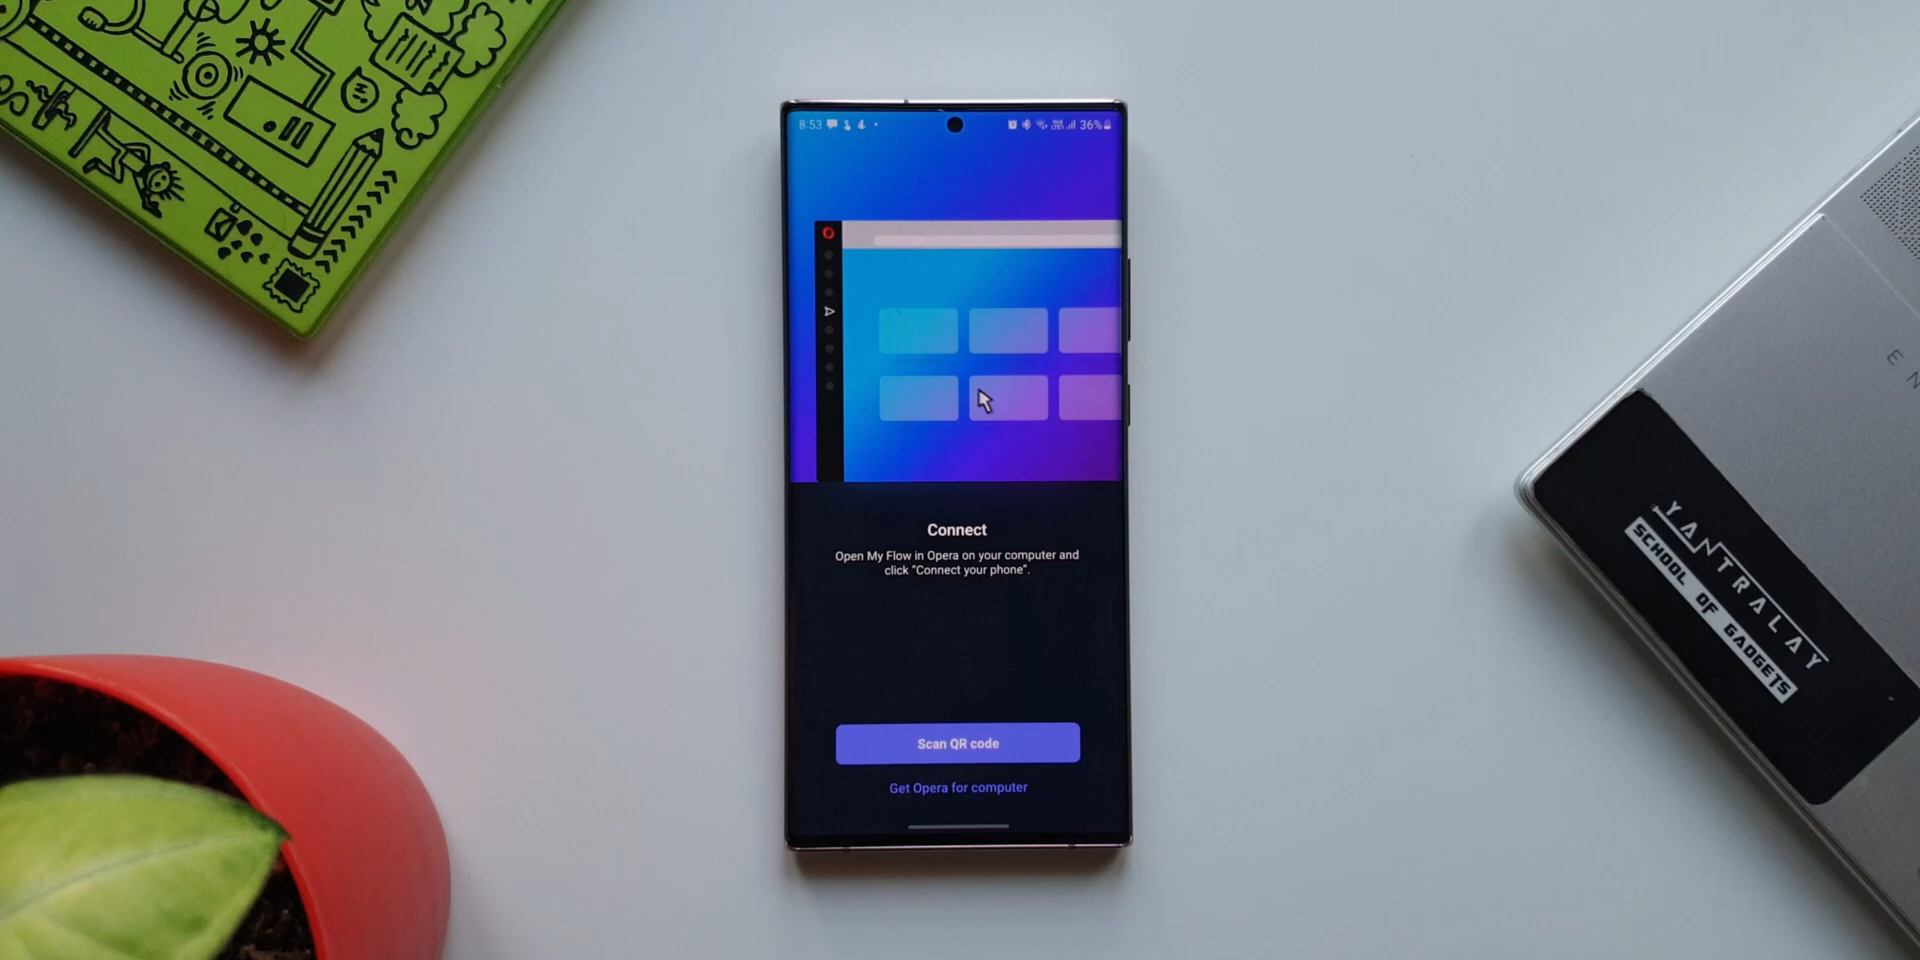 8:53
36%
Connect
Open My Flow in Opera on your computer and
click “Connect your phone”.
Scan QR code
Get Opera for computer
YANTRALAY
SCHOOL OF GADGETS
E N